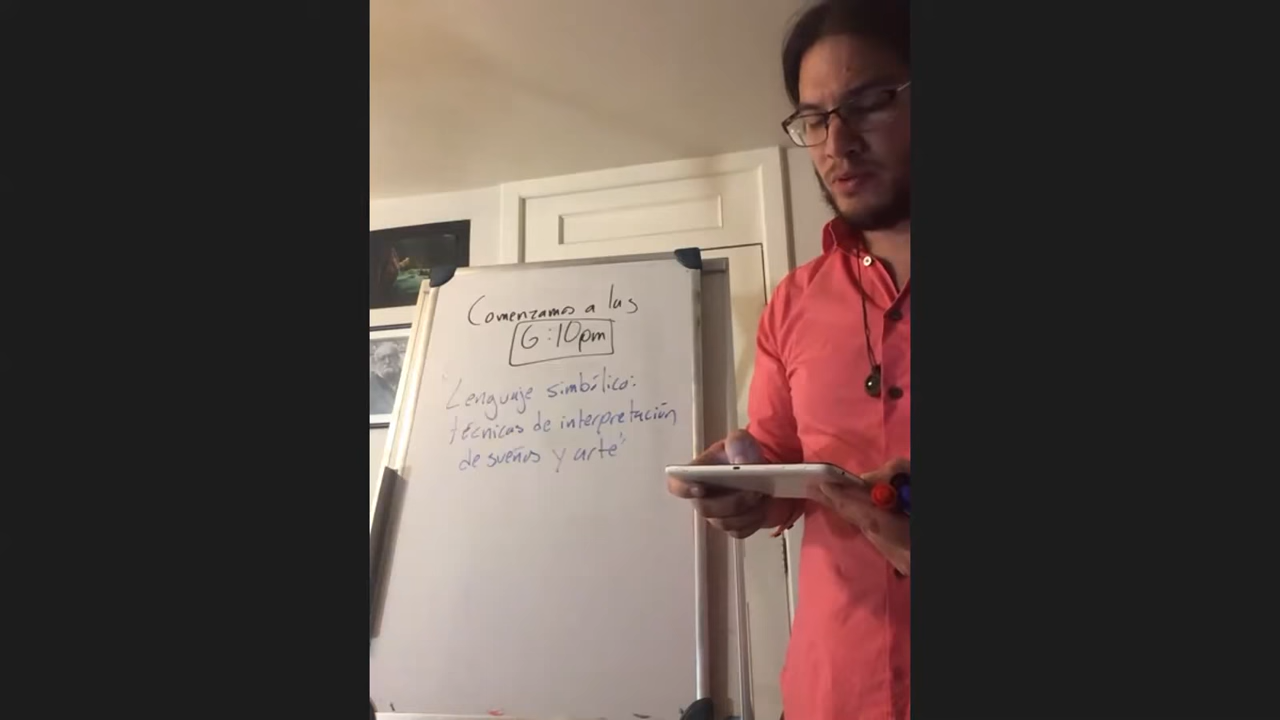 Comenzamos a las
6:10pm
"Lenguaje simbólico:
técnicas de interpretación
de sueños y arte"